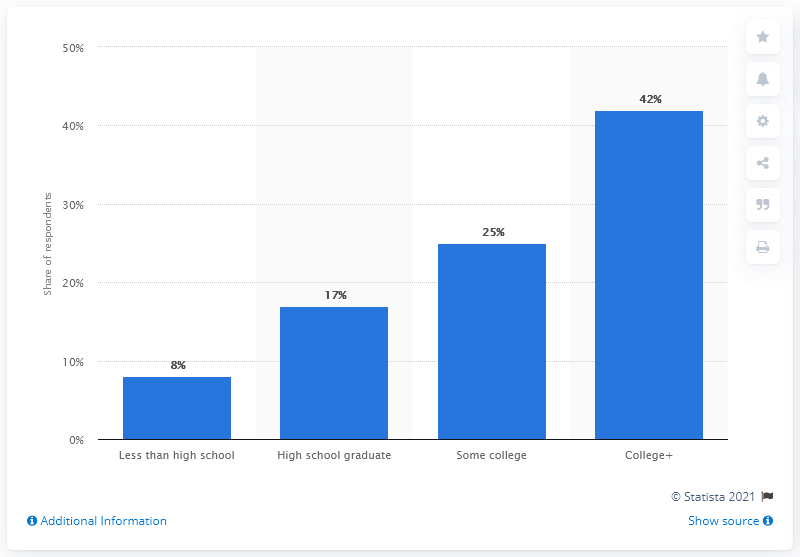 50%
40%
30%
20%
10%
0%
Share of respondents
8%
17%
25%
42%
Less than high school
High school graduate
Some college
College+
© Statista 2021
Additional Information
Show source